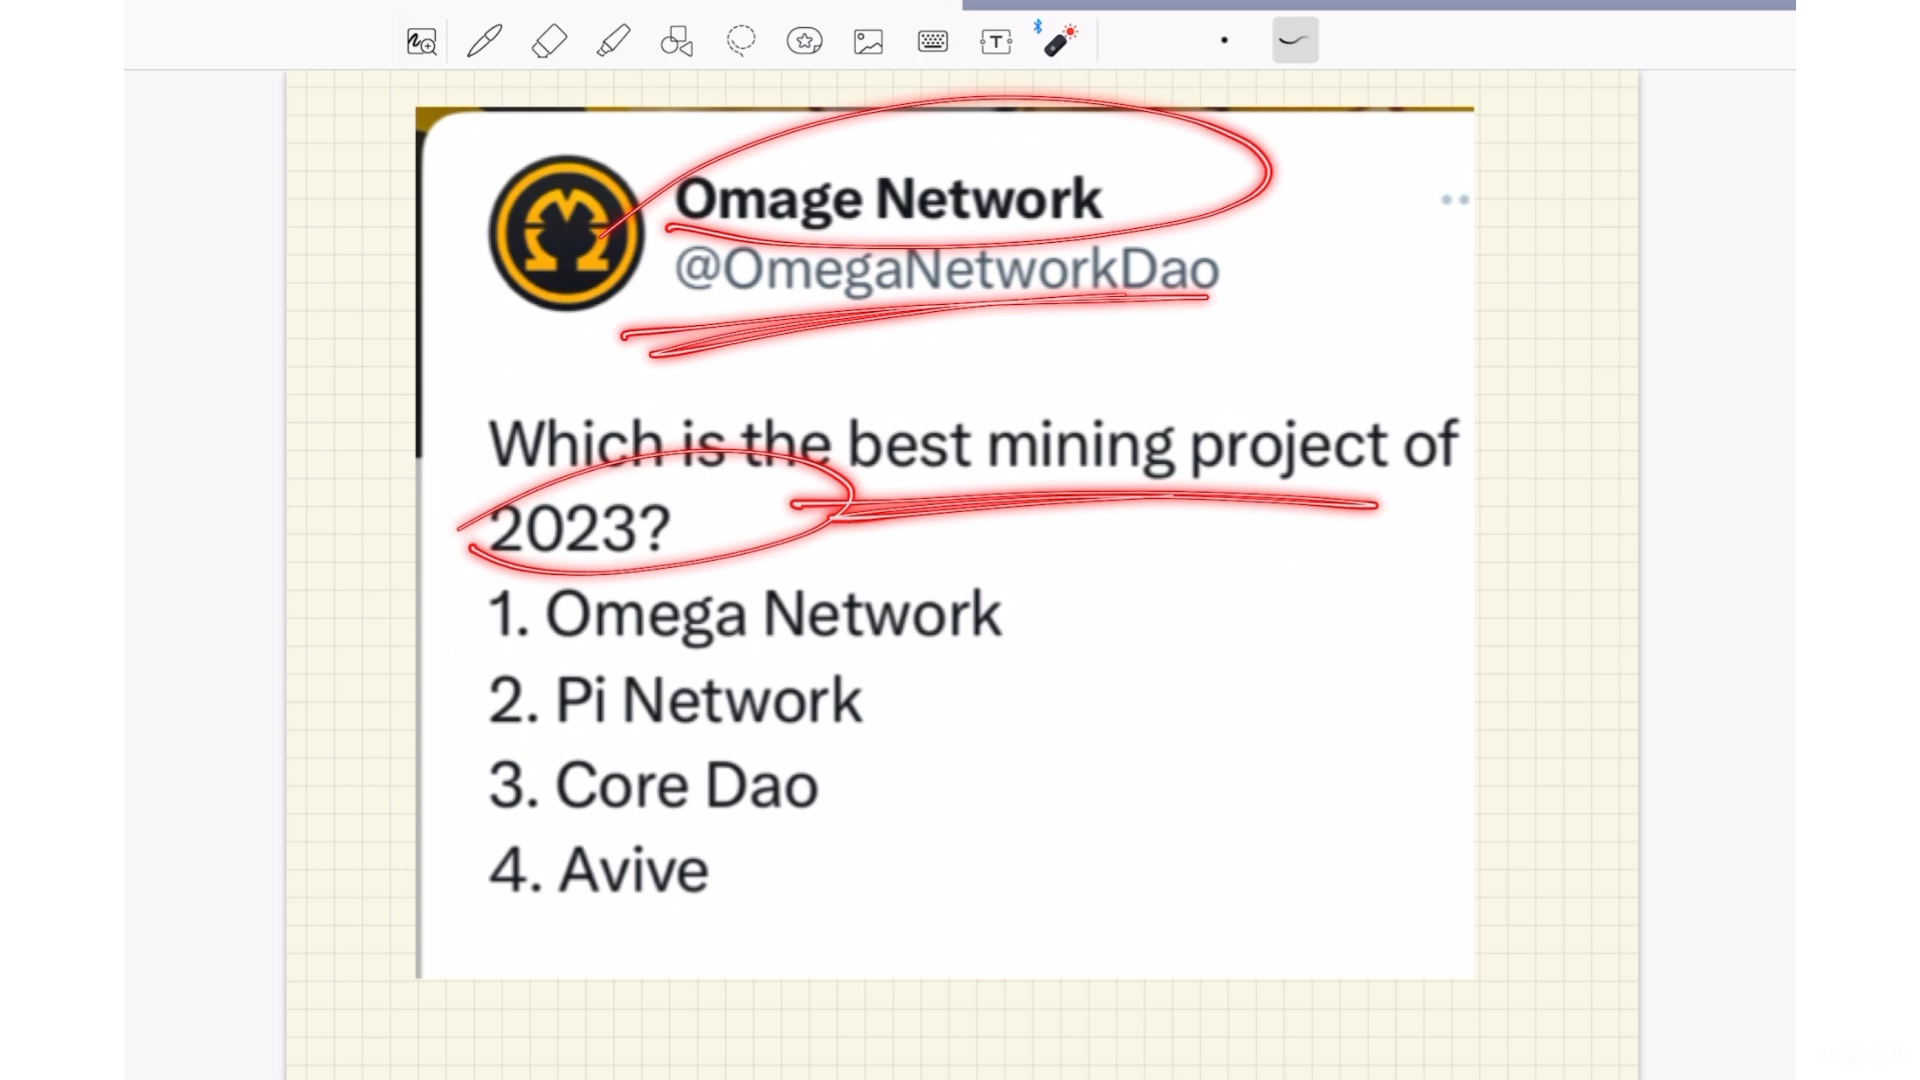 Omage Network
@OmegaNetworkDao
Which is the best mining project of
2023?
1. Omega Network
2. Pi Network
3. Core Dao
4. Avive